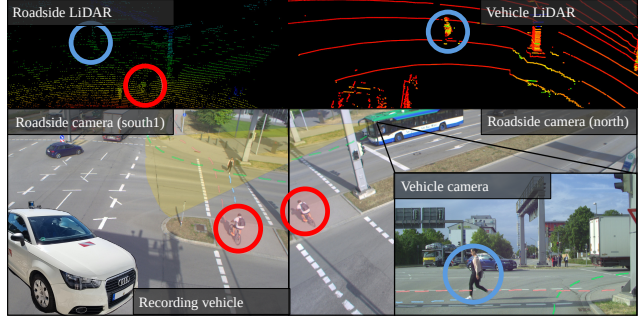 Roadside LiDAR
Vehicle LiDAR
Roadside camera (south1)
Roadside camera (north)
Vehicle camera
Recording vehicle